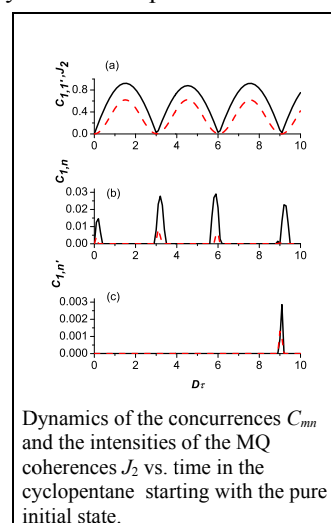 (a)
C1,1',J2
0.8
0.4
0.0
0 2 4 6 8 10
(b)
C1,n
0.03
0.02
0.01
0.00
0 2 4 6 8 10
(c)
C1,n'
0.003
0.002
0.001
0.000
0 2 4 6 8 10
Dτ
Dynamics of the concurrences Cmn
and the intensities of the MQ
coherences J2 vs. time in the
cyclopentane starting with the pure
initial state.